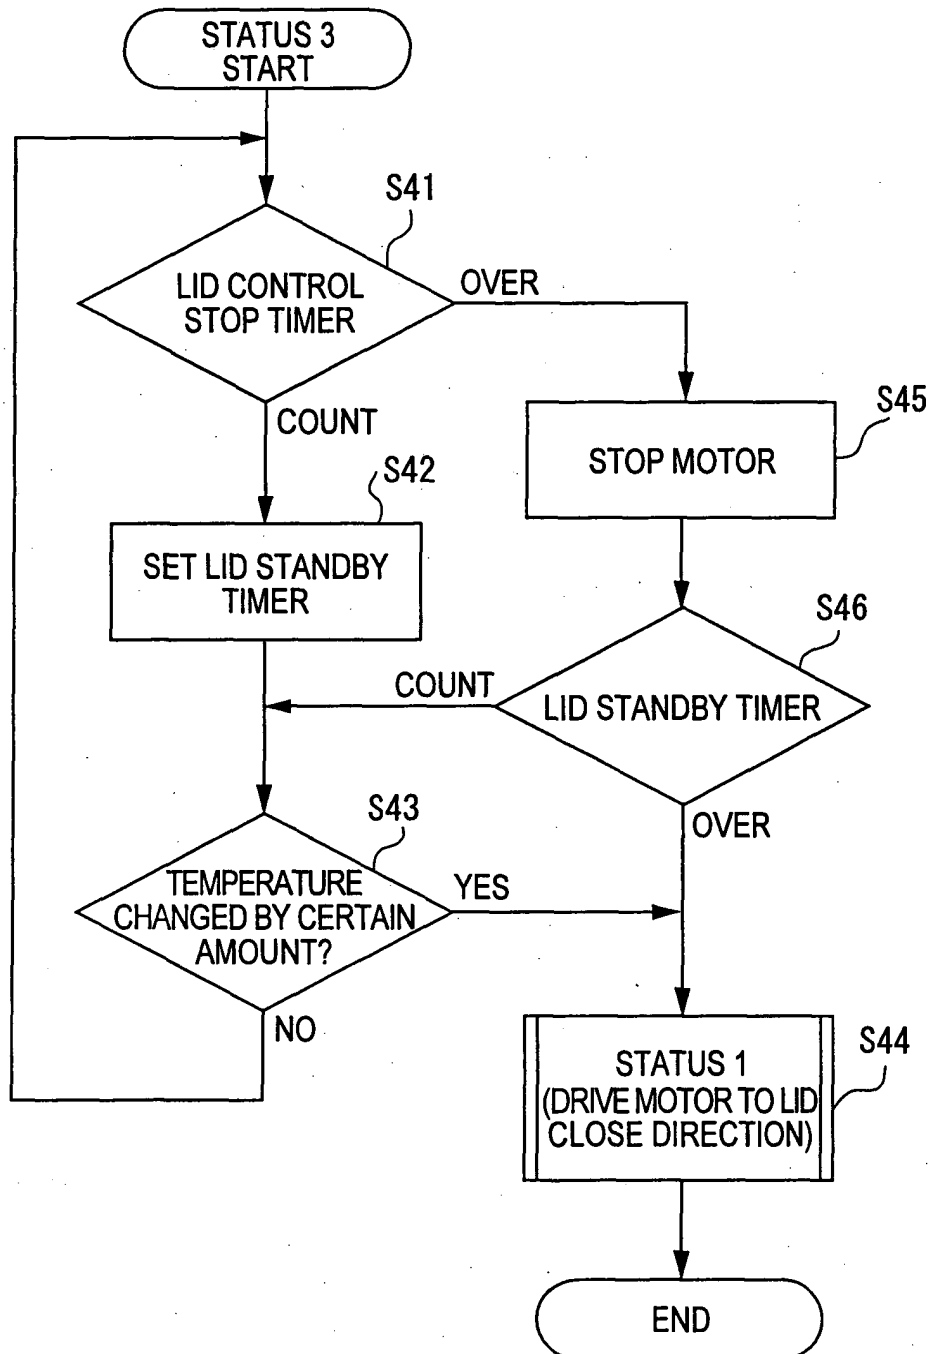 STATUS 3
START
S41
LID CONTROL
STOP TIMER
OVER
COUNT
S45
STOP MOTOR
S42
SET LID STANDBY
TIMER
S46
COUNT
LID STANDBY TIMER
OVER
S43
TEMPERATURE
CHANGED BY CERTAIN
AMOUNT?
YES
NO
S44
STATUS 1
(DRIVE MOTOR TO LID
CLOSE DIRECTION)
END